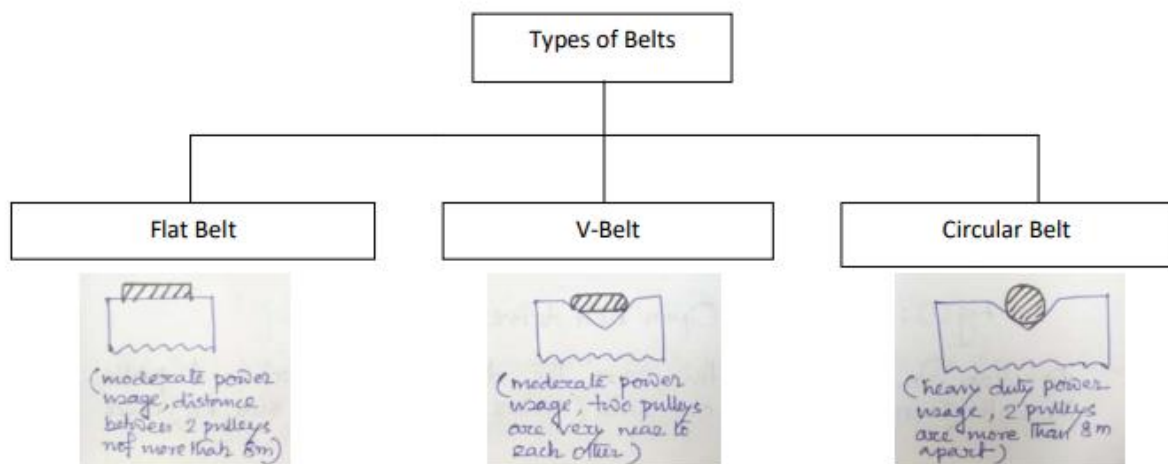 Types of Belts
Flat Belt
V-Belt
Circular Belt
(moderate power
usage, distance
between 2 pulleys
not more than 8m)
(moderate power
usage, two pulleys
are very near to
each other)
(heavy duty power
usage, 2 pulleys
are more than 8m
apart)